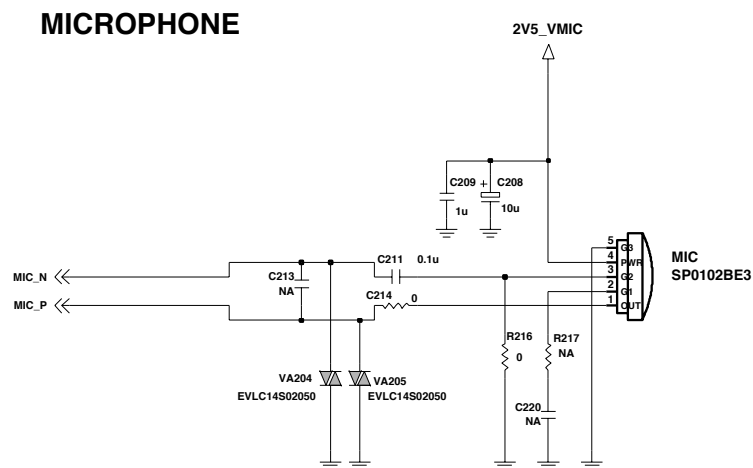 MICROPHONE
2V5_VMIC
C209
+
C208
1u
10u
5
G3
4
PWR
3
G2
2
G1
1
OUT
MIC
SP0102BE3
C211
0.1u
MIC_N
C213
NA
MIC_P
C214
0
R216
0
R217
NA
VA204
VA205
EVLC14S02050
EVLC14S02050
C220
NA